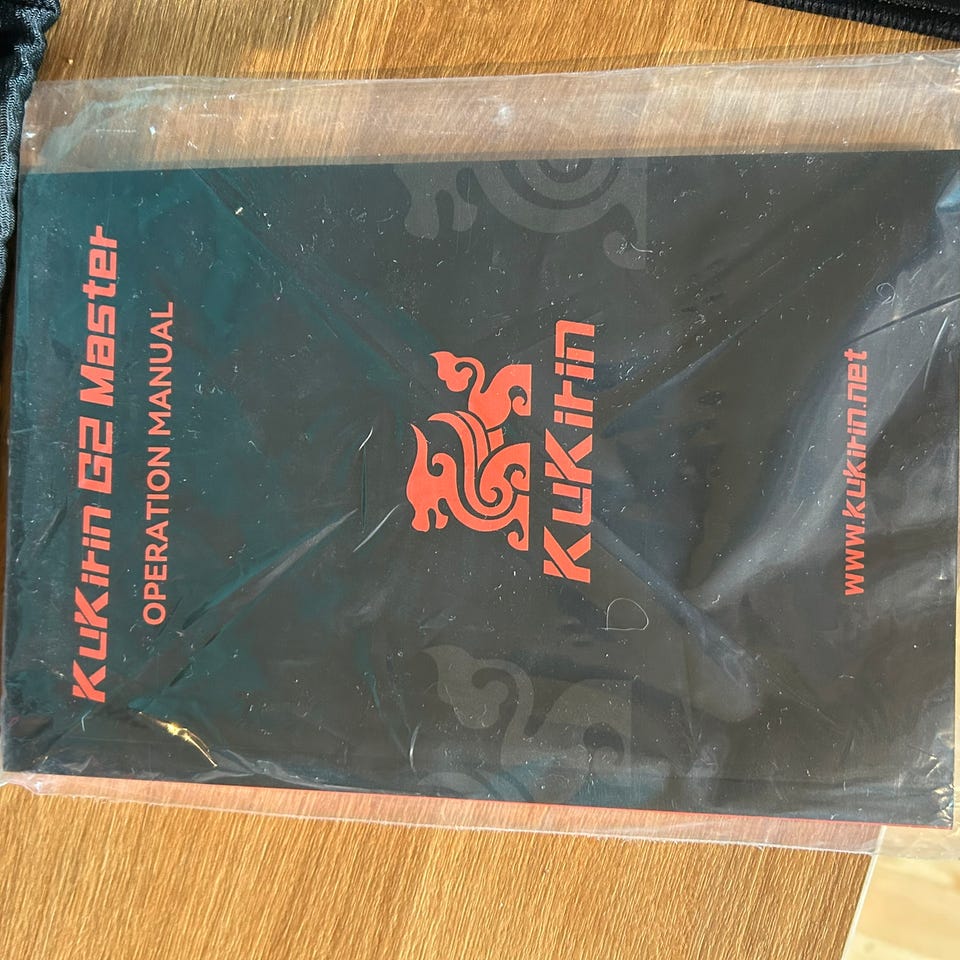 KuKirin G2 Master
OPERATION MANUAL
KuKirin
www.kukirin.net